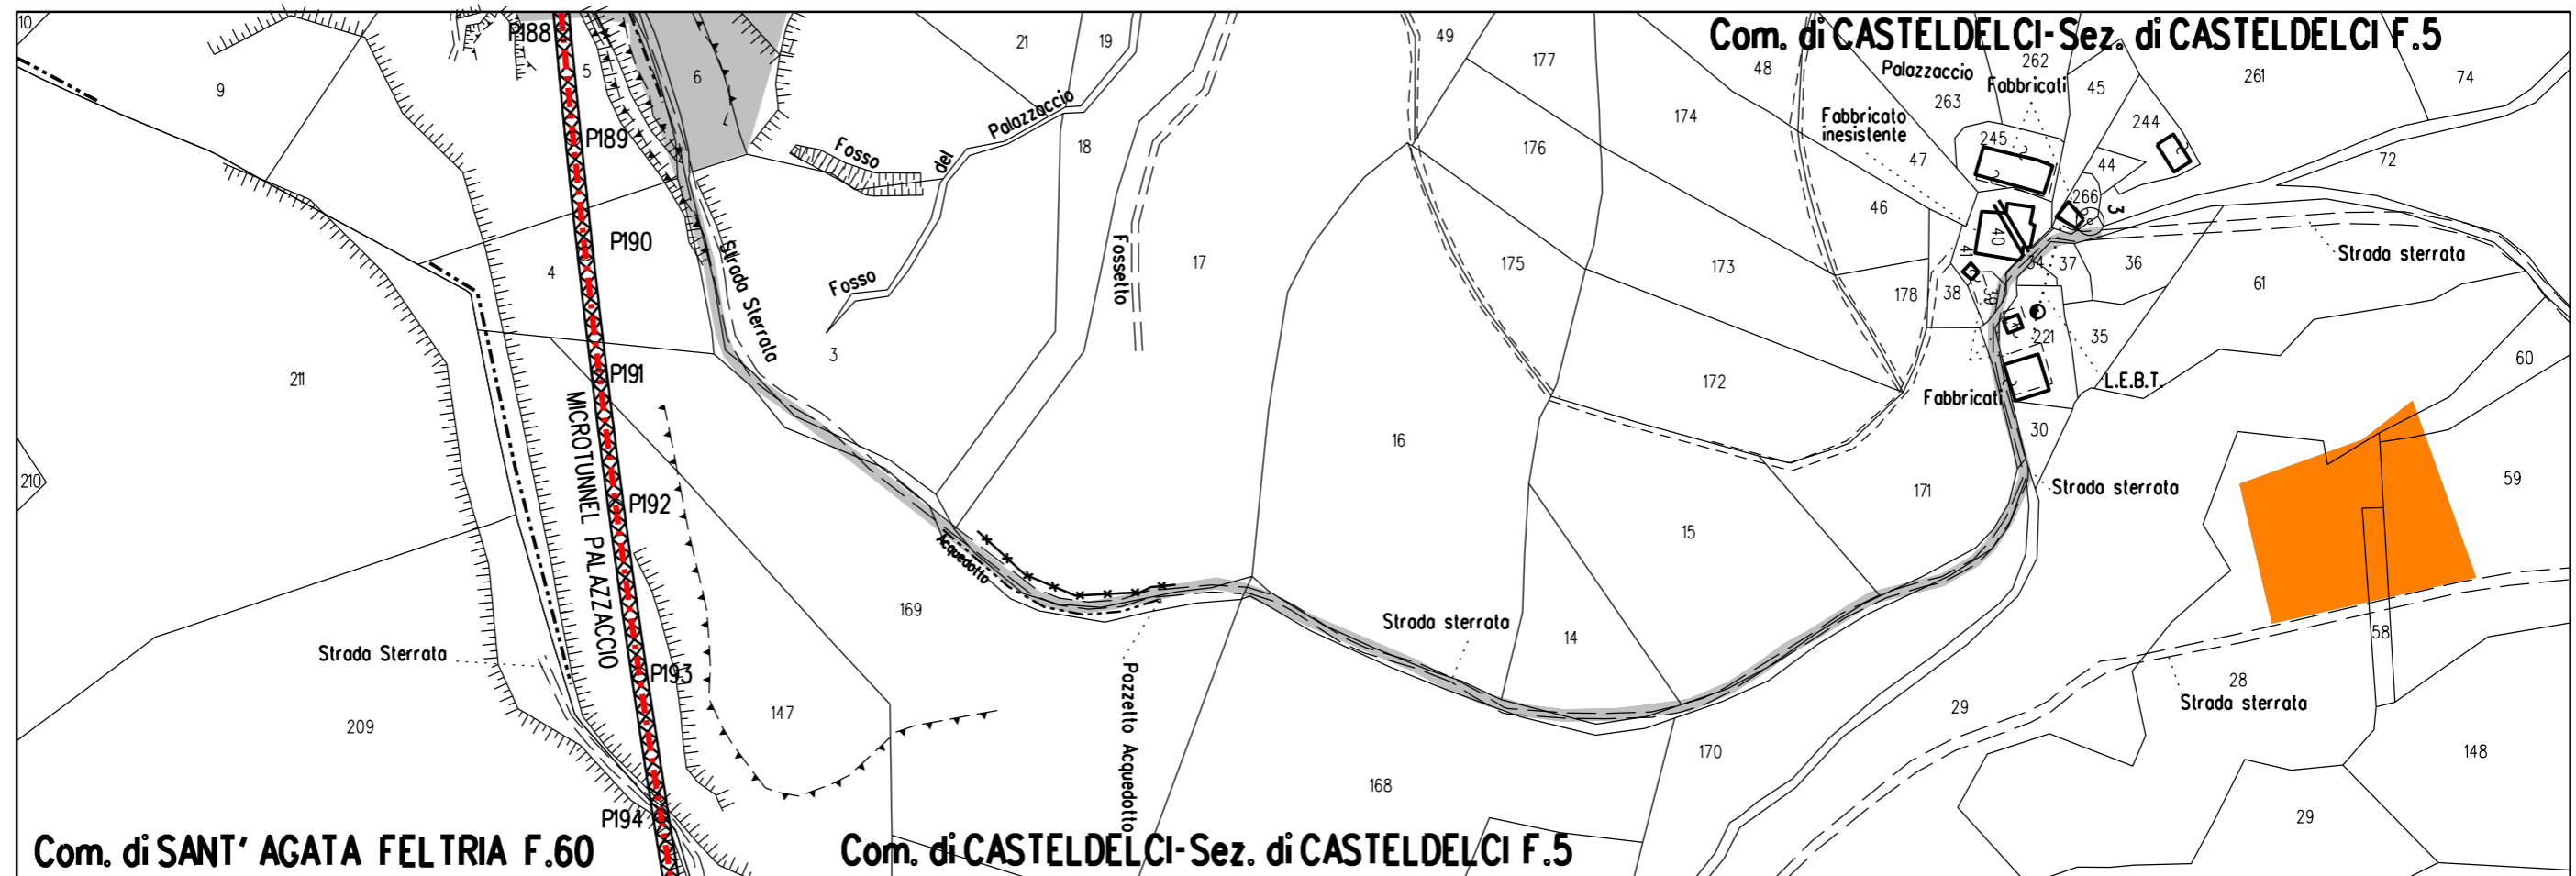 10
P188
21
19
49
Com. di CASTELDELCI-Sez. di CASTELDELCI F.5
9
5
6
177
48
Palazzaccio
262
Fabbricati
45
261
74
263
P189
Fosso
del
Palazzaccio
18
176
174
Fabbricato
inesistente
47
245
244
44
72
P190
Strada Sterrata
Fosso
Fossetto
17
175
173
46
40
41
266
3
34
37
36
Strada sterrata
4
178
38
39
61
211
P191
3
172
221
35
60
L.E.B.T.
Fabbricati
MICROTUNNEL PALAZZACCIO
16
30
210
P192
15
171
Strada sterrata
59
Acquedotto
169
Strada sterrata
14
58
Strada Sterrata
P193
Pozzetto Acquedotto
28
Strada sterrata
209
147
29
170
148
168
P194
29
Com. di SANT' AGATA FELTRIA F.60
Com. di CASTELDELCI-Sez. di CASTELDELCI F.5